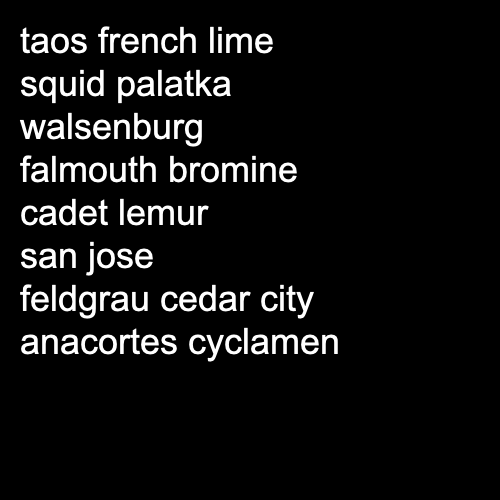 taos french lime
squid palatka
walsenburg
falmouth bromine
cadet lemur
san jose
feldgrau cedar city
anacortes cyclamen